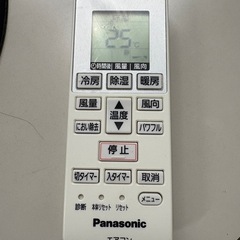 25℃
時間後 風量 風向
冷房 除湿 暖房
風量 ▲ 風向
温度
におい除去 ▼ パワフル
停止
切タイマー 入タイマー 取消
診断 本体リセット リセット メニュー
Panasonic
エアコン